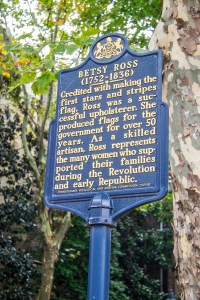 BETSY ROSS
(1752-1836)
Credited with making the
first stars and stripes
flag, Ross was a suc-
cessful upholsterer. She
produced flags for the
government for over 50
years. As a skilled
artisan, Ross represents
the many women who sup-
ported their families
during the Revolution
and early Republic.